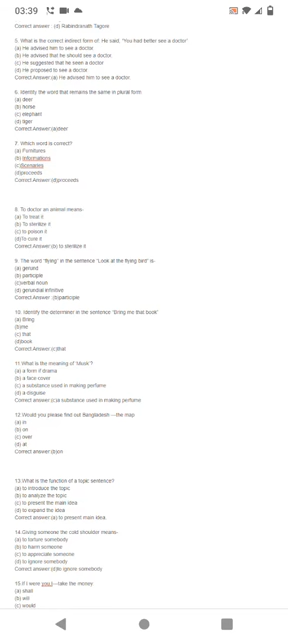 03:39
Correct answer : (d) Rabindranath Tagore
5. What is the correct indirect form of: He said, "You had better see a doctor"
(a) He advised him to see a doctor
(b) He advised that he should see a doctor
(c) He suggested that he seen a doctor
(d) He proposed to see a doctor
Correct Answer:(a) He advised him to see a doctor.
6. Identify the word that remains the same in plural form
(a) deer
(b) horse
(c) elephant
(d) tiger
Correct Answer:(a)deer
7. Which word is correct?
(a) Furnitures
(b) Informations
(c)Scenaries
(d)proceeds
Correct Answer:(d)proceeds
8. To doctor an animal means-
(a) To treat it
(b) To sterilize it
(c) to poison it
(d)To cure it
Correct Answer:(b) to sterilize it
9. The word "flying" in the sentence "Look at the flying bird" is-
(a) gerund
(b) participle
(c)verbal noun
(d) gerundial infinitive
Correct Answer: (b)participle
10. Identify the determiner in the sentence "Bring me that book"
(a) Bring
(b)me
(c) that
(d)book
Correct Answer:(c)that
11.What is the meaning of 'Musk'?
(a) a form if drama
(b) a face cover
(c) a substance used in making perfume
(d) a disguise
Correct answer:(c)a substance used in making perfume
12.Would you please find out Bangladesh ---the map
(a) in
(b) on
(c) over
(d) at
Correct answer:(b)on
13.What is the function of a topic sentence?
(a) to introduce the topic
(b) to analyze the topic
(c) to present the main idea
(d) to expand the idea
Correct answer:(a) to present main idea.
14.Giving someone the cold shoulder means-
(a) to torture somebody
(b) to harm someone
(c) to appreciate someone
(d) to ignore somebody
Correct answer:(d)to ignore somebody
15.If I were you,I---take the money
(a) shall
(b) will
(c) would